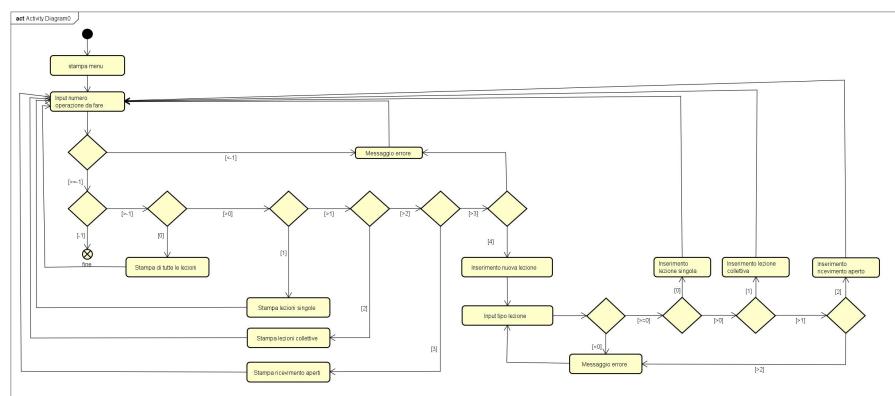 act Activity Diagram0
stampa menu
Input numero
operazione da fare
[<-1]
Messaggio errore
[>=-1]
[>-1]
[>0]
[>1]
[>2]
[>3]
[-1]
[0]
[4]
fine
Stampa di tutte le lezioni
[1]
Inserimento nuova lezione
Inserimento
lezione singola
Inserimento lezione
collettiva
Inserimento
ricevimento aperto
[0]
[1]
[2]
Stampa lezioni singole
[2]
Input tipo lezione
[>=0]
[>0]
[>1]
Stampa lezioni collettive
[3]
[<0]
Stampa ricevimento aperti
Messaggio errore
[>2]